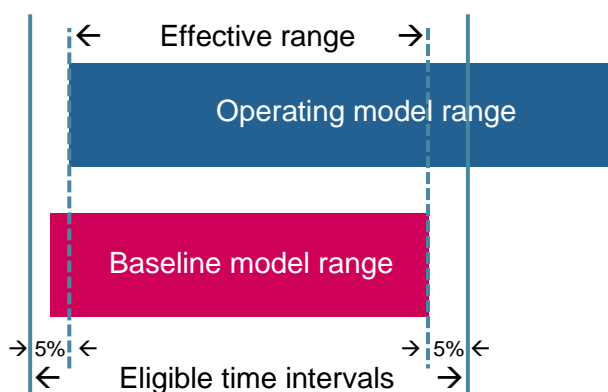 ← Effective range →
Operating model range
Baseline model range
→ 5% ← → 5% ←
← Eligible time intervals →